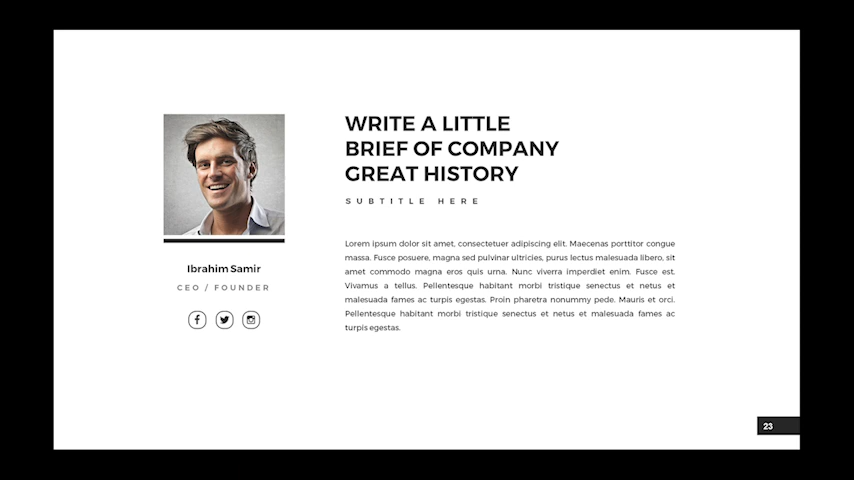 WRITE A LITTLE
BRIEF OF COMPANY
GREAT HISTORY
SUBTITLE HERE
Lorem ipsum dolor sit amet, consectetuer adipiscing elit. Maecenas porttitor congue
massa. Fusce posuere, magna sed pulvinar ultricies, purus lectus malesuada libero, sit
amet commodo magna eros quis urna. Nunc viverra imperdiet enim. Fusce est.
Vivamus a tellus. Pellentesque habitant morbi tristique senectus et netus et
malesuada fames ac turpis egestas. Proin pharetra nonummy pede. Mauris et orci.
Pellentesque habitant morbi tristique senectus et netus et malesuada fames ac
turpis egestas.
Ibrahim Samir
CEO / FOUNDER
23